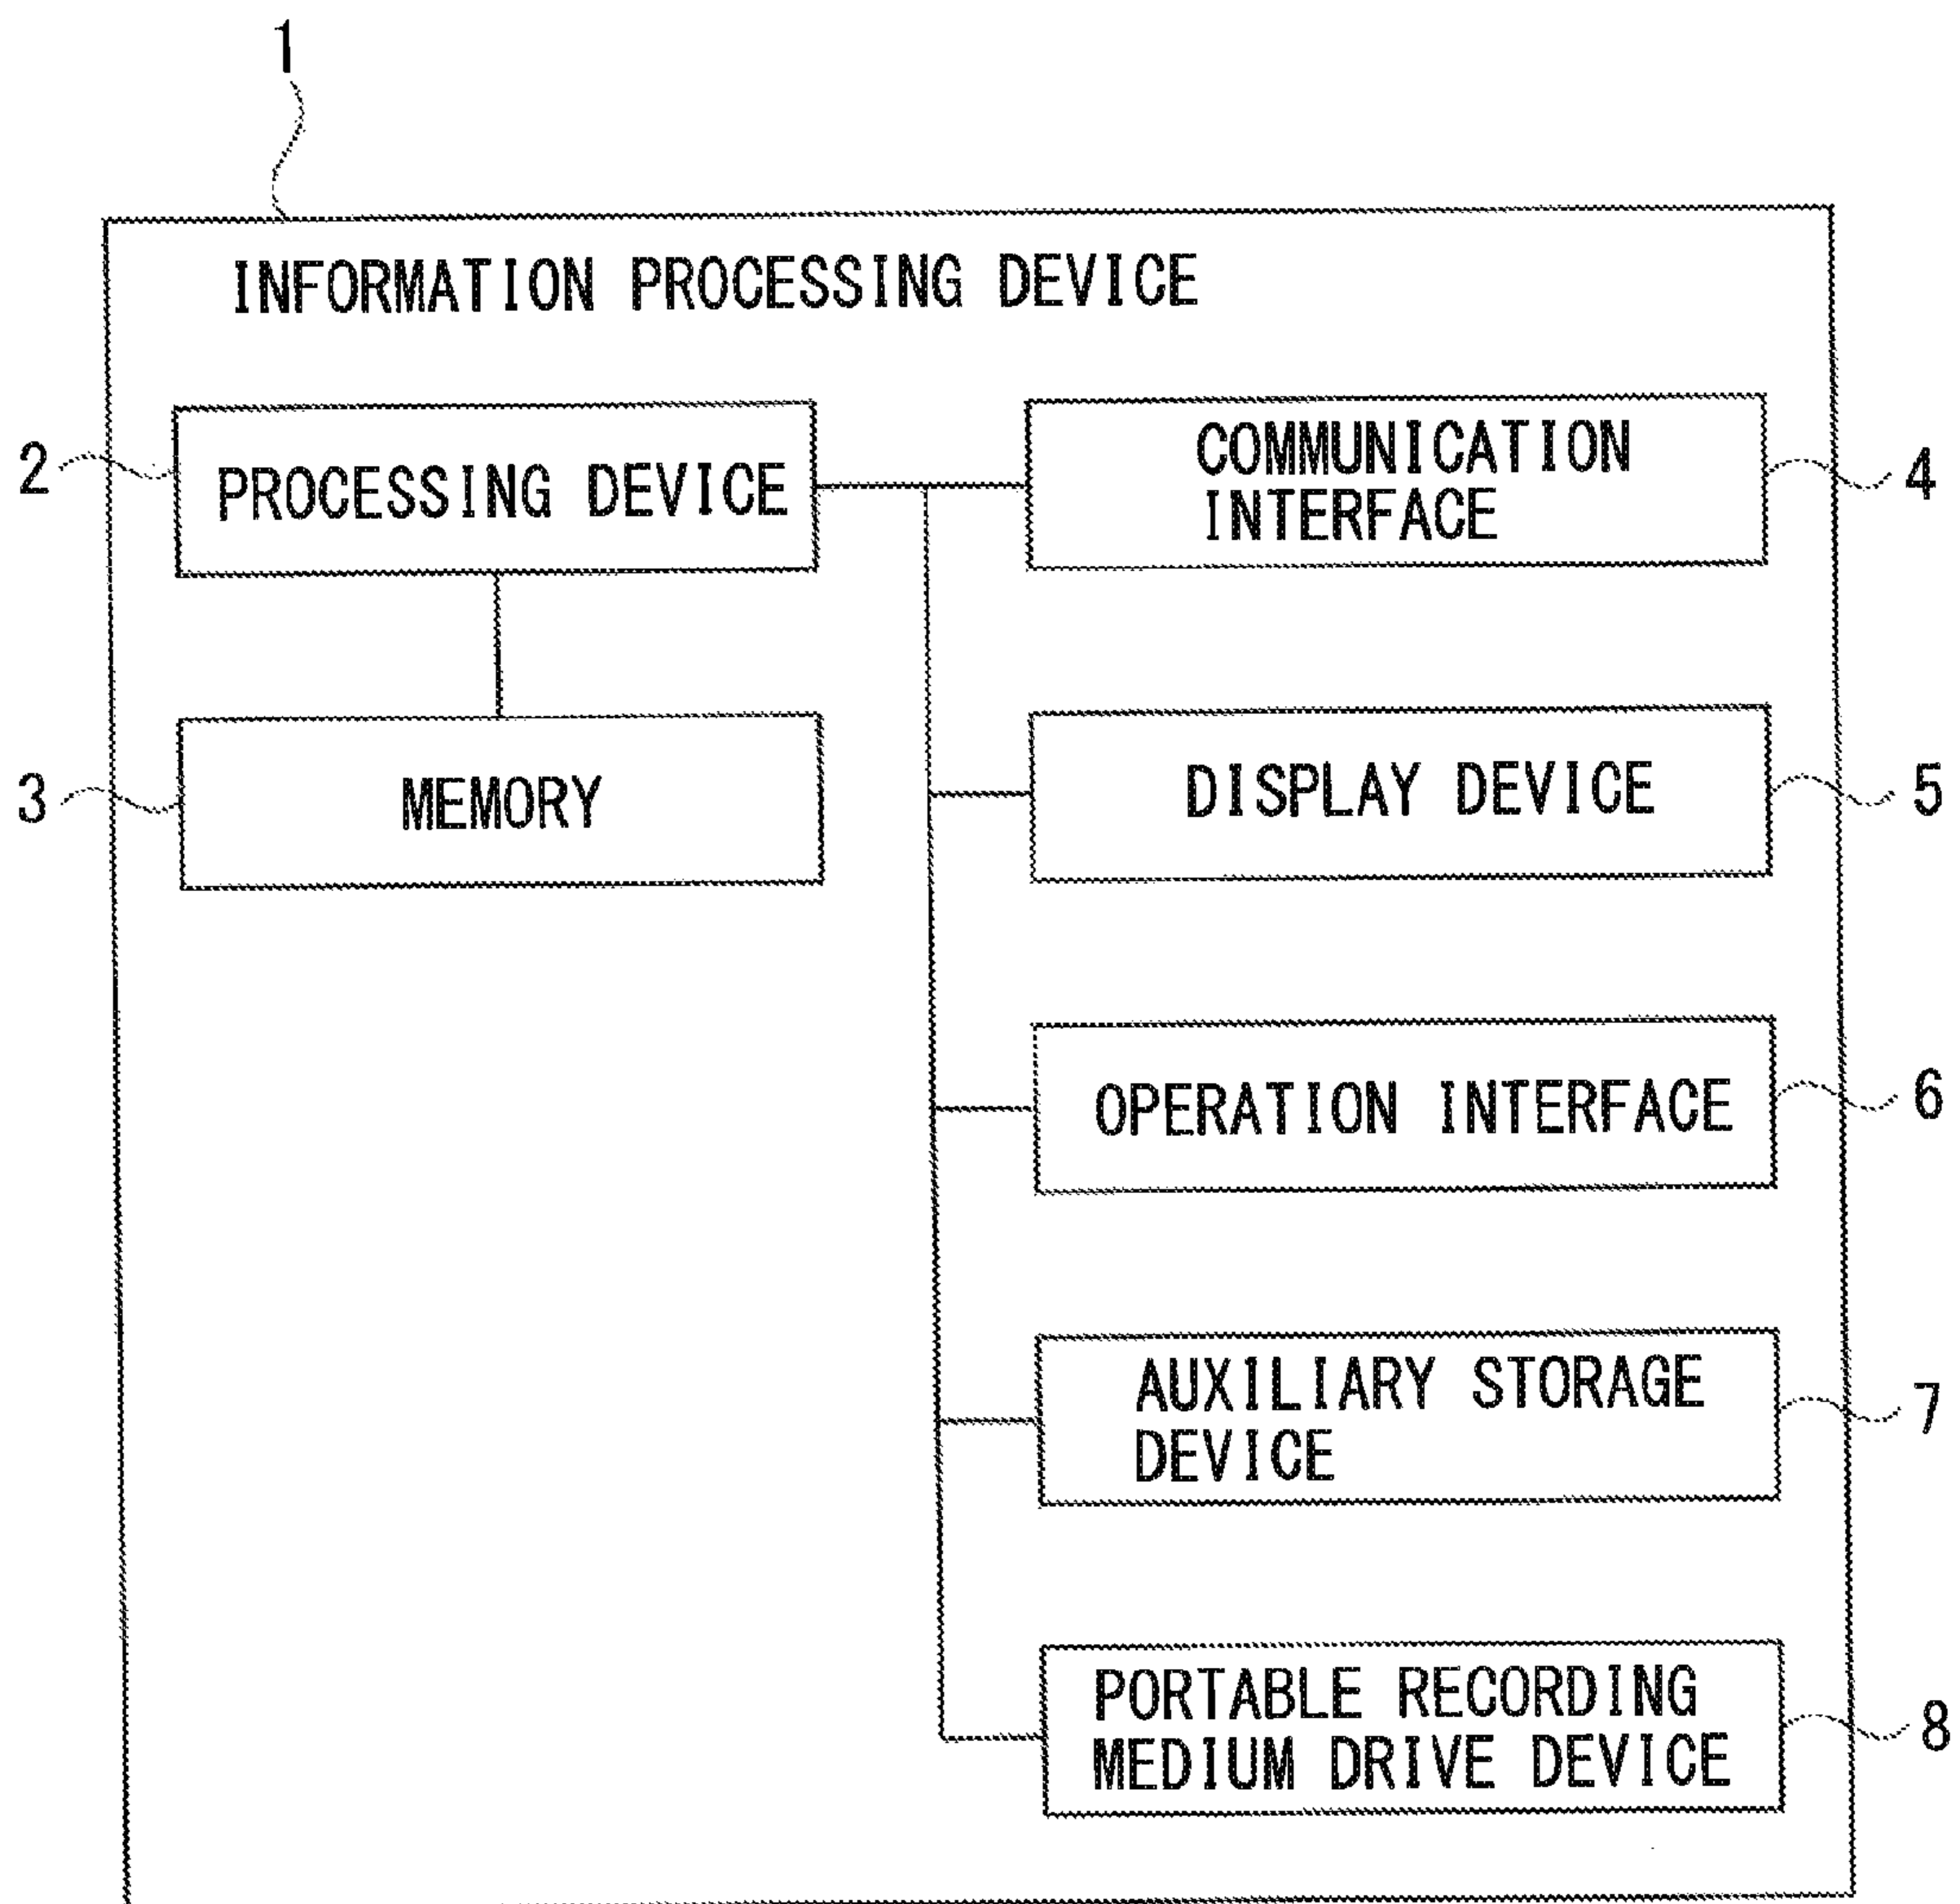 1
INFORMATION PROCESSING DEVICE
2
PROCESSING DEVICE
COMMUNICATION
INTERFACE
4
3
MEMORY
DISPLAY DEVICE
5
OPERATION INTERFACE
6
AUXILIARY STORAGE
DEVICE
7
PORTABLE RECORDING
MEDIUM DRIVE DEVICE
8